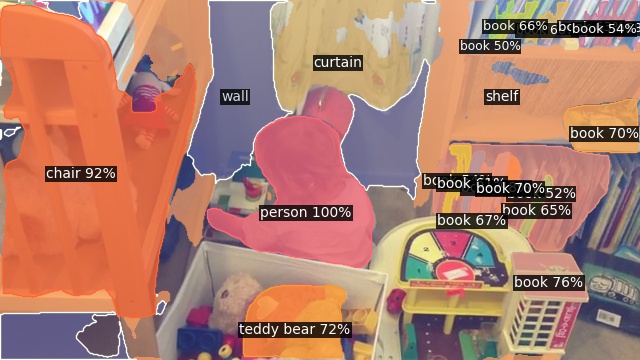 book 66%
book 54%
book 50%
curtain
wall
shelf
book 70%
chair 92%
book 70%
52%
book 65%
person 100%
book 67%
book 76%
teddy bear 72%